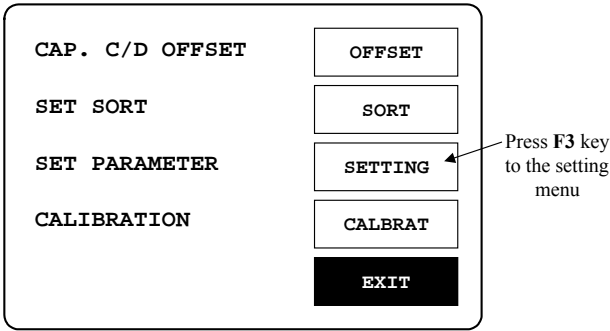 CAP. C/D OFFSET OFFSET
SET SORT SORT
SET PARAMETER SETTING
CALIBRATION CALBRAT
EXIT
Press F3 key
to the setting
menu